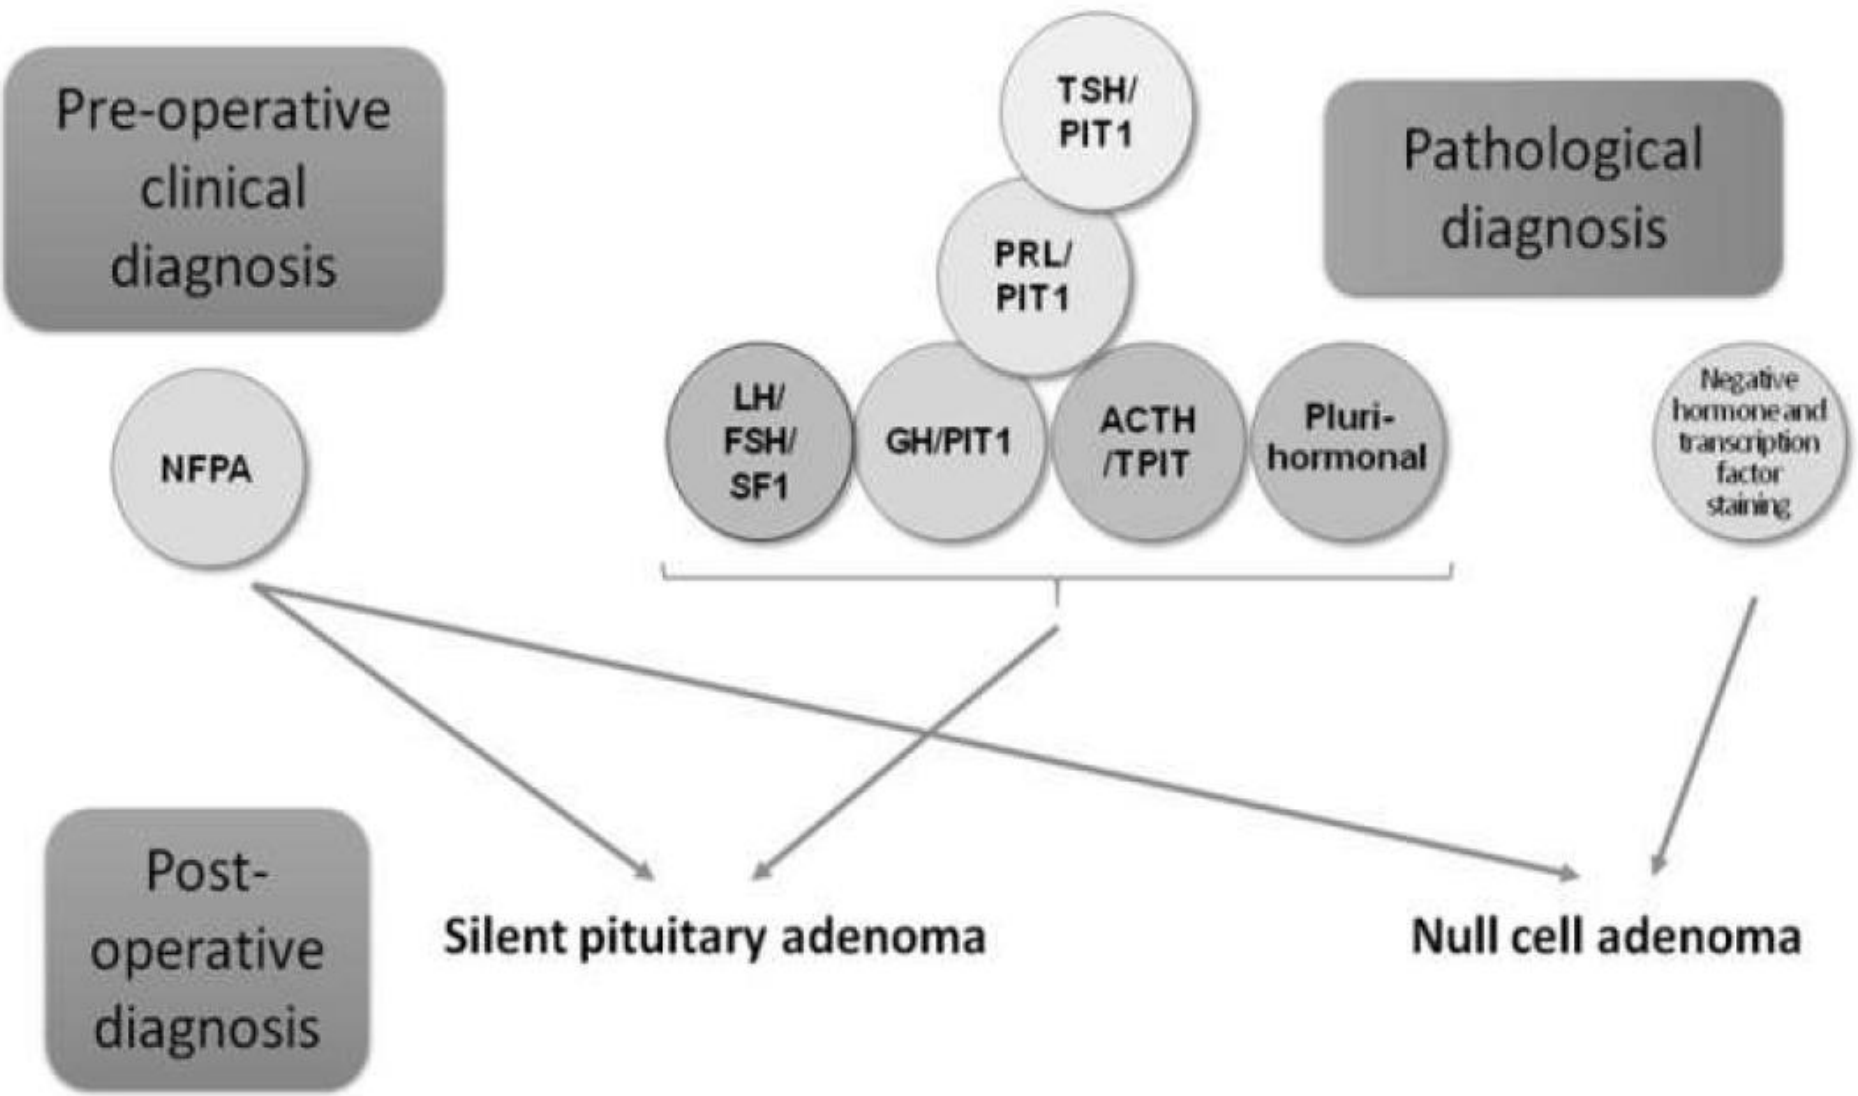 Pre-operative
clinical
diagnosis
TSH/
PIT1
Pathological
diagnosis
PRL/
PIT1
NFPA
LH/
FSH/
SF1
GH/PIT1
ACTH
/TPIT
Pluri-
hormonal
Negative
hormone and
transcription
factor
staining
Post-
operative
diagnosis
Silent pituitary adenoma
Null cell adenoma